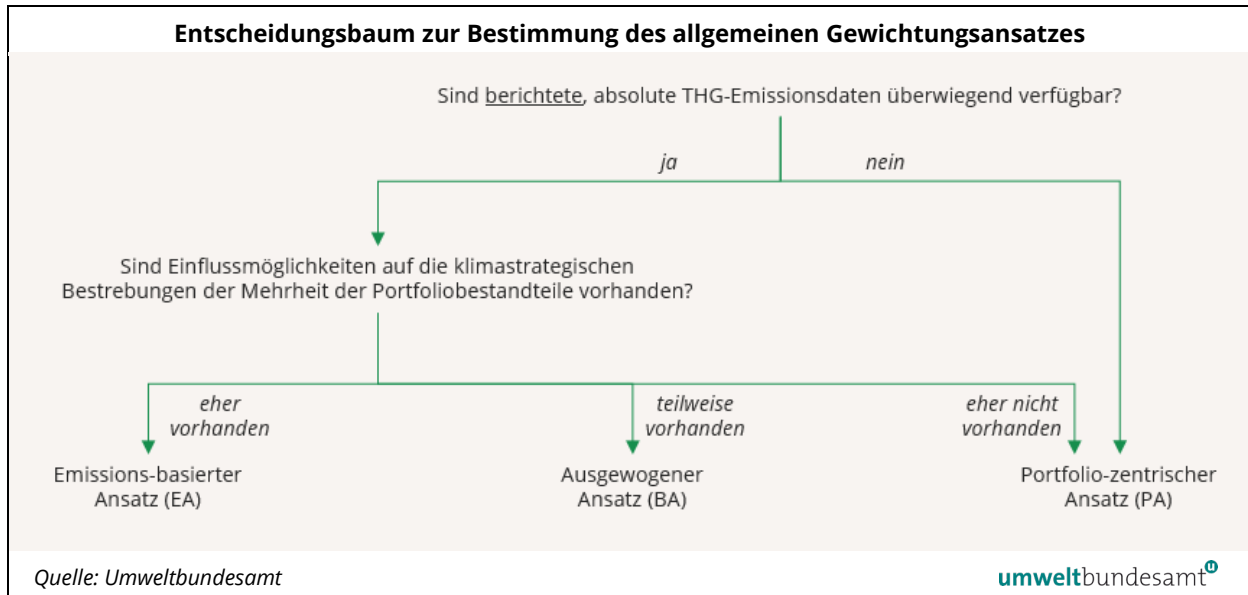 Entscheidungsbaum zur Bestimmung des allgemeinen Gewichtungsansatzes
Sind berichtete, absolute THG-Emissionsdaten überwiegend verfügbar?
ja
nein
Sind Einflussmöglichkeiten auf die klimastrategischen
Bestrebungen der Mehrheit der Portfoliobestandteile vorhanden?
eher
vorhanden
teilweise
vorhanden
eher nicht
vorhanden
Emissions-basierter
Ansatz (EA)
Ausgewogener
Ansatz (BA)
Portfolio-zentrischer
Ansatz (PA)
Quelle: Umweltbundesamt
umweltbundesamt
u